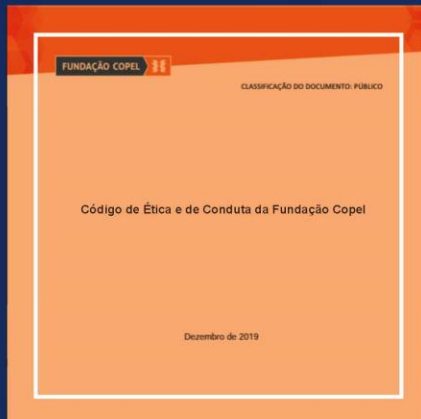 FUNDAÇÃO COPEL
CLASSIFICAÇÃO DO DOCUMENTO: PÚBLICO
Código de Ética e de Conduta da Fundação Copel
Dezembro de 2019